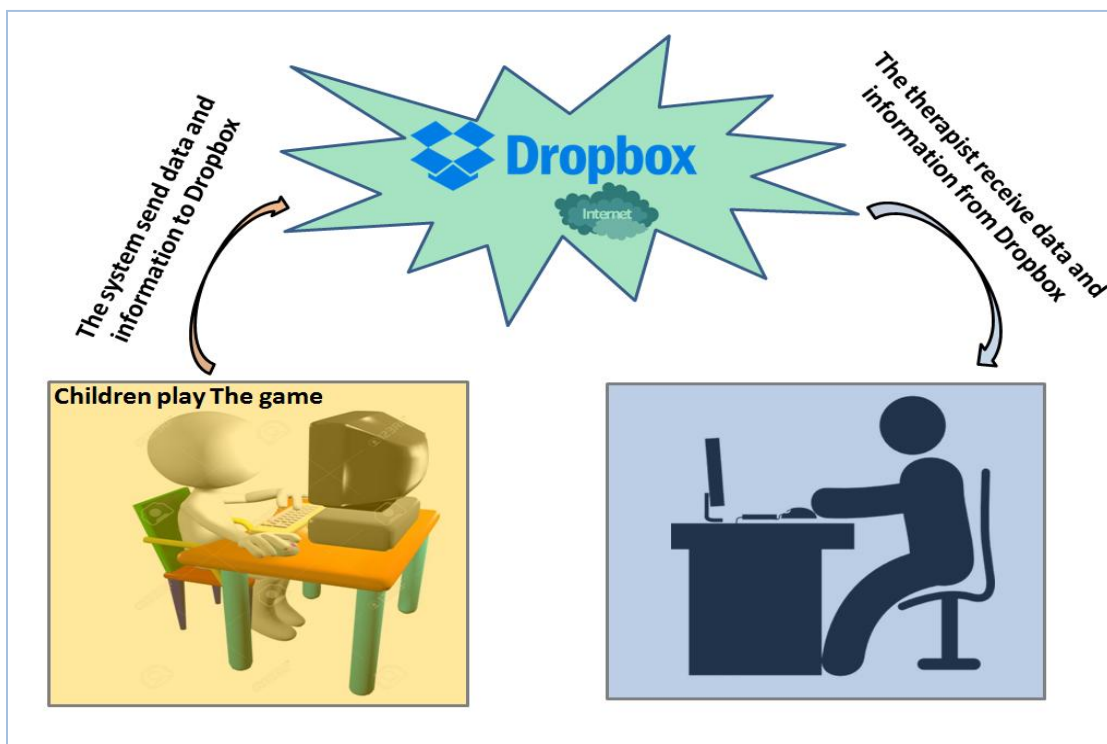 The system send data and
information to Dropbox
Dropbox
Internet
The therapist receive data and
information from Dropbox
Children play The game